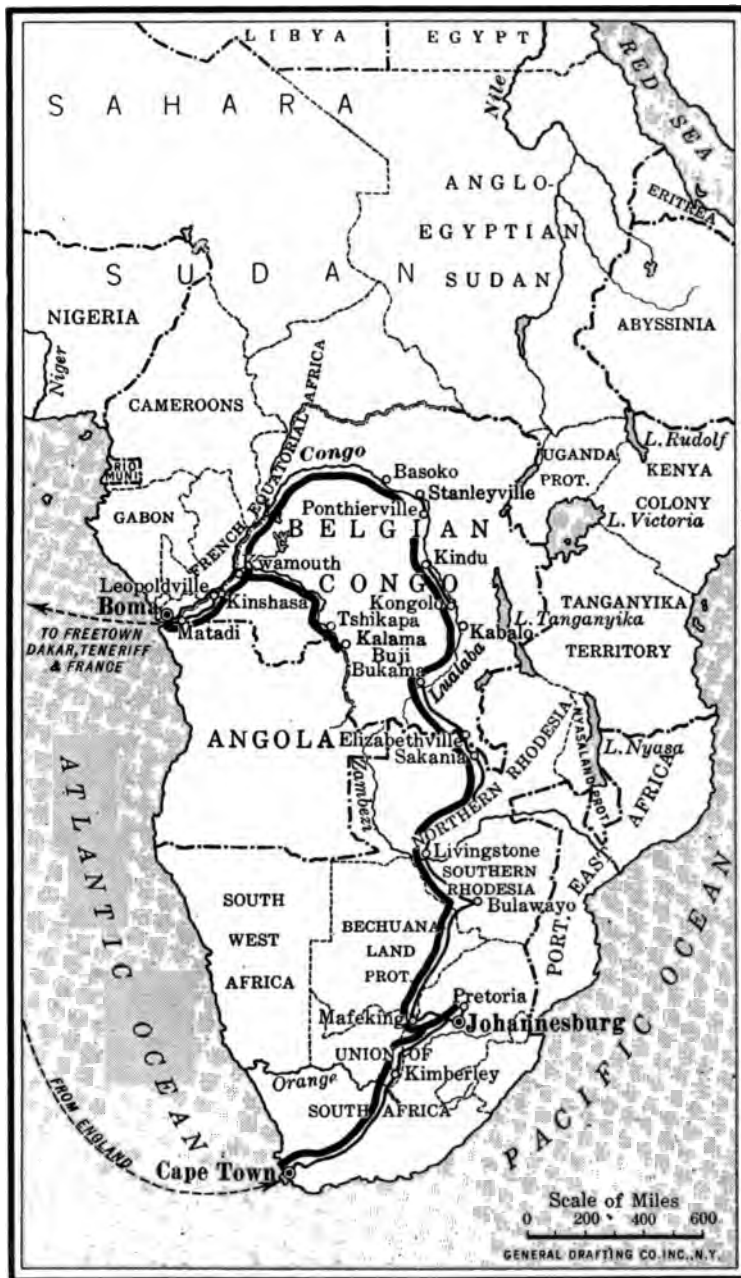 LIBYA
EGYPT
Nile
RED SEA
SAHARA
ANGLO-
EGYPTIAN
SUDAN
ERITREA
SUDAN
NIGERIA
ABYSSINIA
Niger
CAMEROONS
FRENCH EQUATORIAL AFRICA
Congo
Basoko
Stanleyville
UGANDA
PROT.
L. Rudolf
KENYA
COLONY
L. Victoria
RIO
MUNI
GABON
Ponthierville
BELGIAN
CONGO
Kindu
Kwamouth
Leopoldville
Boma
Kinshasa
Matadi
Kongolo
Kabalo
Tshikapa
Kalama
Buji
Bukama
Lualaba
L. Tanganyika
TANGANYIKA
TERRITORY
TO FREETOWN
DAKAR, TENERIFF
& FRANCE
ANGOLA
Elizabethville
Sakania
Zambezi
NORTHERN RHODESIA
NYASALAND PROT.
L. Nyasa
PORT. EAST AFRICA
Livingstone
SOUTHERN
RHODESIA
Bulawayo
SOUTH
WEST
AFRICA
BECHUANA
LAND
PROT.
Pretoria
Mafeking
Johannesburg
UNION OF
SOUTH AFRICA
Orange
Kimberley
Cape Town
FROM ENGLAND
ATLANTIC OCEAN
PACIFIC OCEAN
Scale of Miles
0 200 400 600
GENERAL DRAFTING CO. INC., N.Y.